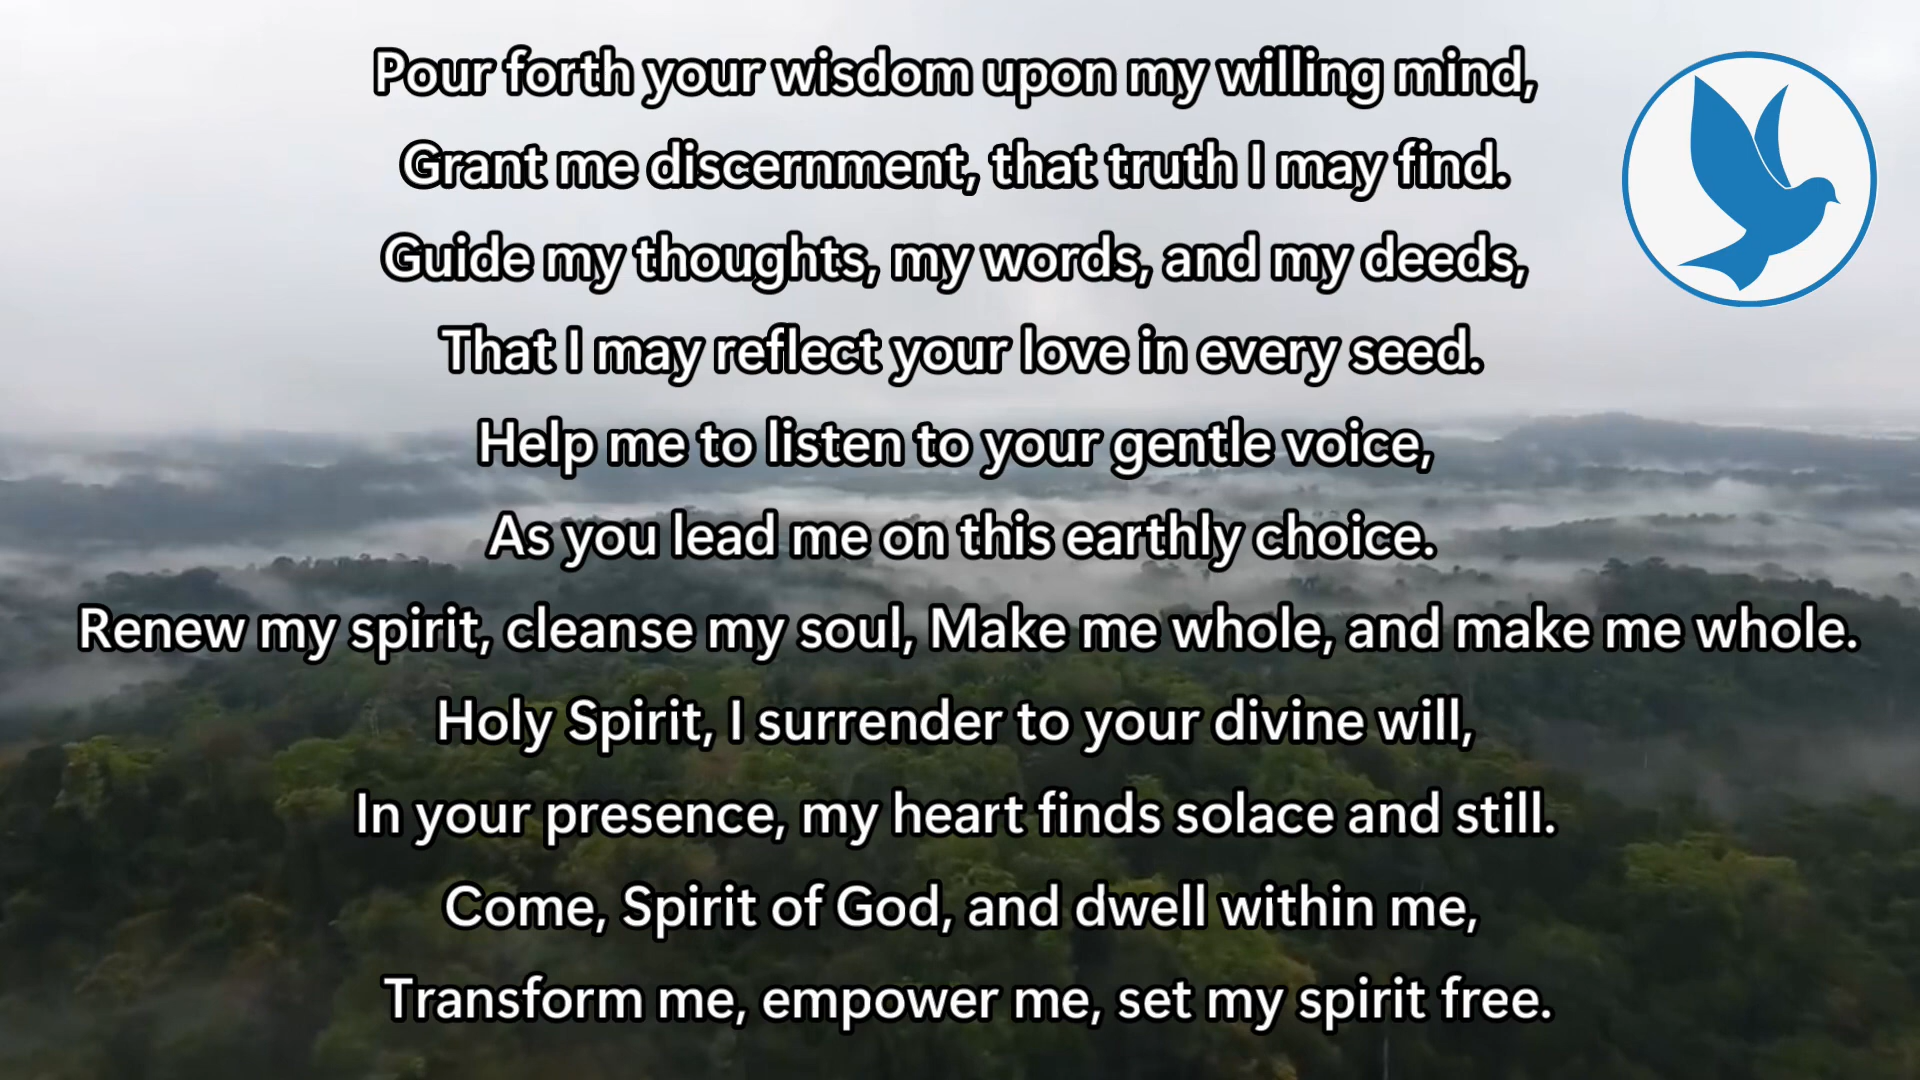 Pour forth your wisdom upon my willing mind,
Grant me discernment, that truth I may find.
Guide my thoughts, my words, and my deeds,
That I may reflect your love in every seed.
Help me to listen to your gentle voice,
As you lead me on this earthly choice.
Renew my spirit, cleanse my soul, Make me whole, and make me whole.
Holy Spirit, I surrender to your divine will,
In your presence, my heart finds solace and still.
Come, Spirit of God, and dwell within me,
Transform me, empower me, set my spirit free.